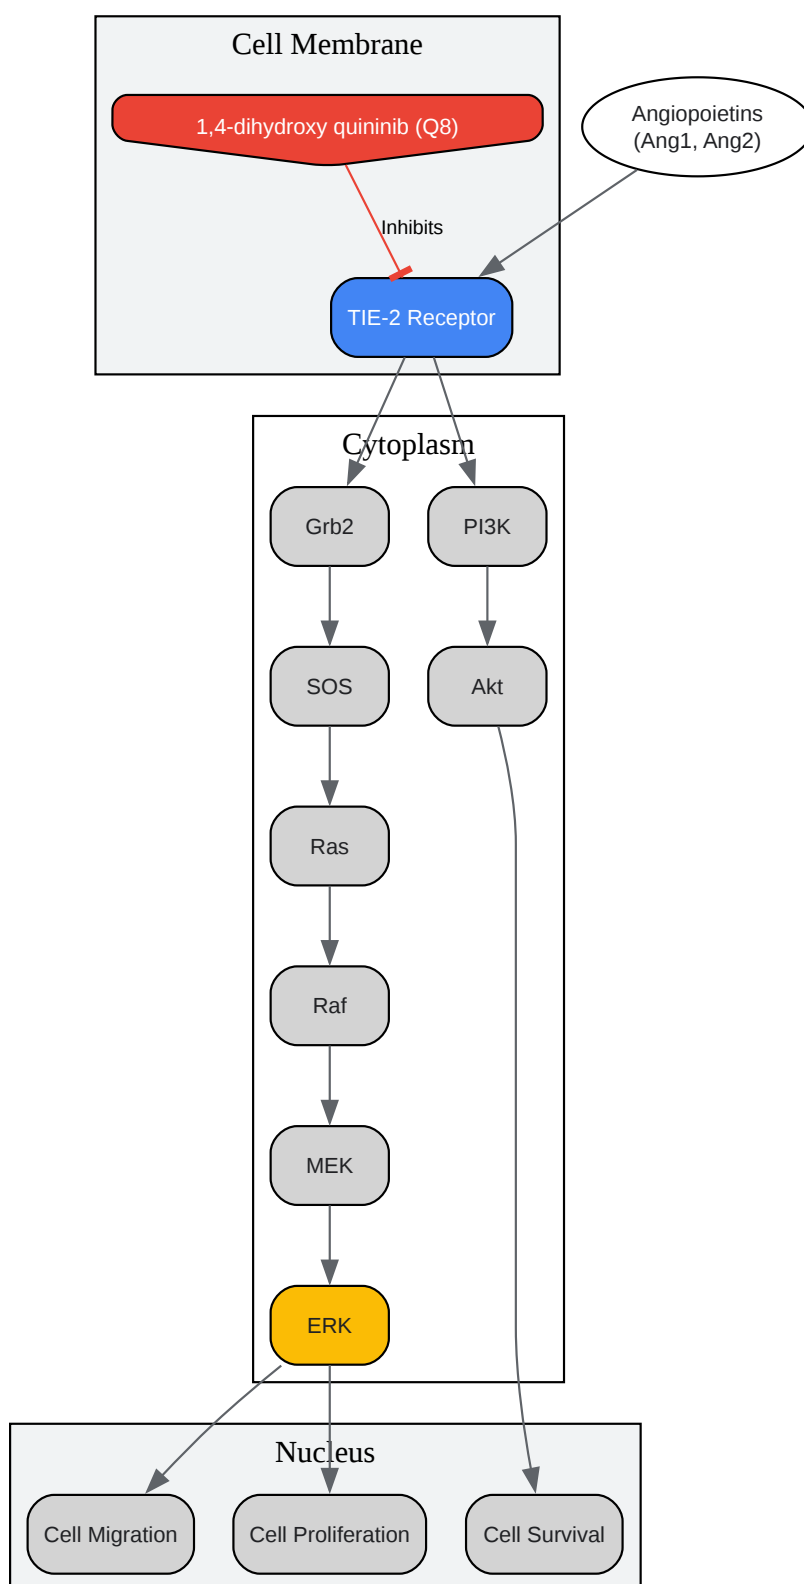 Cell Membrane
1,4-dihydroxy quininib (Q8)
Angiopoietins
(Ang1, Ang2)
Inhibits
TIE-2 Receptor
Cytoplasm
Grb2
PI3K
SOS
Akt
Ras
Raf
MEK
ERK
Nucleus
Cell Migration
Cell Proliferation
Cell Survival